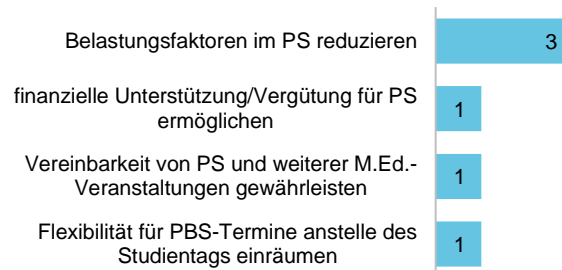 Belastungsfaktoren im PS reduzieren 3
finanzielle Unterstützung/Vergütung für PS
ermöglichen 1
Vereinbarkeit von PS und weiterer M.Ed.-
Veranstaltungen gewährleisten 1
Flexibilität für PBS-Termine anstelle des
Studientags einräumen 1